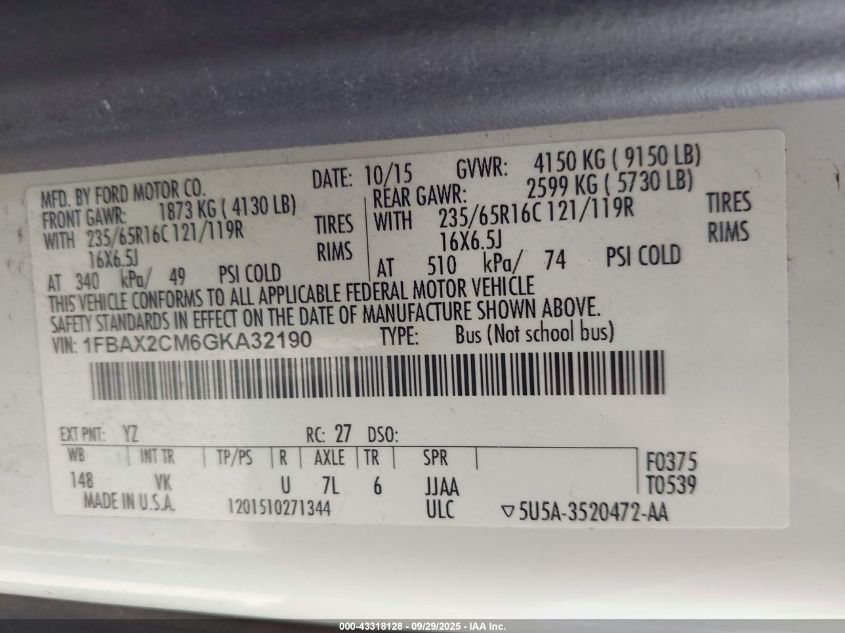 MFD. BY FORD MOTOR CO. DATE: 10/15 GVWR: 4150 KG ( 9150 LB)
FRONT GAWR: 1873 KG ( 4130 LB) REAR GAWR: 2599 KG ( 5730 LB)
WITH 235/65R16C 121/119R TIRES WITH 235/65R16C 121/119R TIRES
16X6.5J RIMS 16X6.5J RIMS
AT 340 kPa/ 49 PSI COLD AT 510 kPa/ 74 PSI COLD
THIS VEHICLE CONFORMS TO ALL APPLICABLE FEDERAL MOTOR VEHICLE
SAFETY STANDARDS IN EFFECT ON THE DATE OF MANUFACTURE SHOWN ABOVE.
VIN: 1FBAX2CM6GKA32190 TYPE: Bus (Not school bus)
EXT PNT: YZ RC: 27 DSO:
WB INT TR TP/PS R AXLE TR SPR F0375
148 VK U 7L 6 JJAA T0539
MADE IN U.S.A. 1201510271344 ULC ▽5U5A-3520472-AA
000-43318128 - 09/29/2025 - IAA Inc.